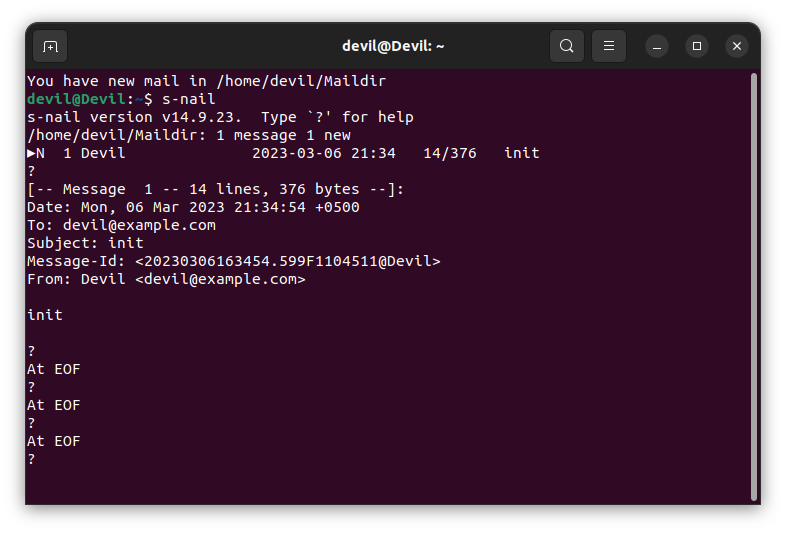 devil@Devil: ~
You have new mail in /home/devil/Maildir
devil@Devil:~$ s-nail
s-nail version v14.9.23.  Type `?' for help
/home/devil/Maildir: 1 message 1 new
▶N  1 Devil              2023-03-06 21:34   14/376   init
?
[-- Message  1 -- 14 lines, 376 bytes --]:
Date: Mon, 06 Mar 2023 21:34:54 +0500
To: devil@example.com
Subject: init
Message-Id: <20230306163454.599F1104511@Devil>
From: Devil <devil@example.com>

init

?
At EOF
?
At EOF
?
At EOF
?